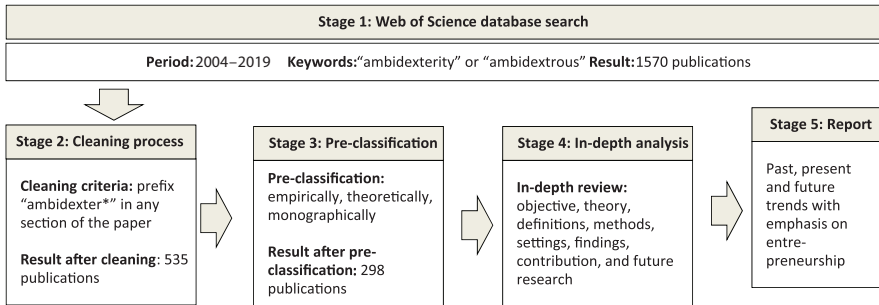 Stage 1: Web of Science database search
Period: 2004–2019 Keywords: "ambidexterity" or "ambidextrous" Result: 1570 publications
Stage 2: Cleaning process
Cleaning criteria: prefix
"ambidexter*" in any
section of the paper
Result after cleaning: 535
publications
Stage 3: Pre-classification
Pre-classification:
empirically, theoretically,
monographically
Result after pre-
classification: 298
publications
Stage 4: In-depth analysis
In-depth review:
objective, theory,
definitions, methods,
settings, findings,
contribution, and future
research
Stage 5: Report
Past, present
and future
trends with
emphasis on
entre-
preneurship